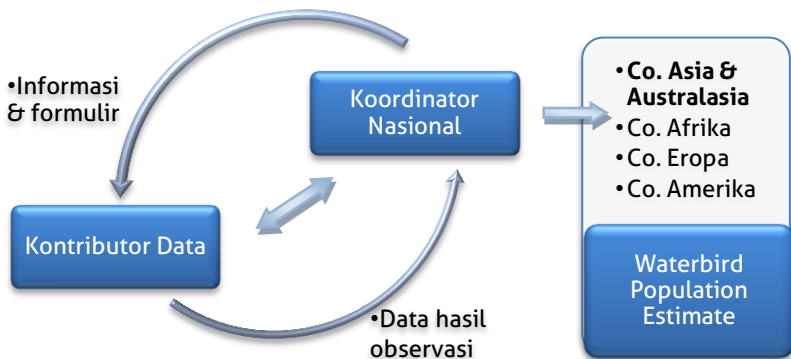 •Informasi
& formulir
Koordinator
Nasional
Kontributor Data
•Data hasil
observasi
•Co. Asia &
Australasia
•Co. Afrika
•Co. Eropa
•Co. Amerika
Waterbird
Population
Estimate